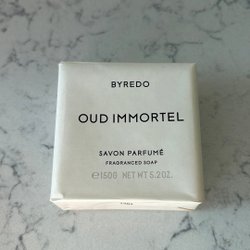 BYREDO
OUD IMMORTEL
SAVON PARFUMÉ
FRAGRANCED SOAP
℮150G NET WT 5.2OZ.